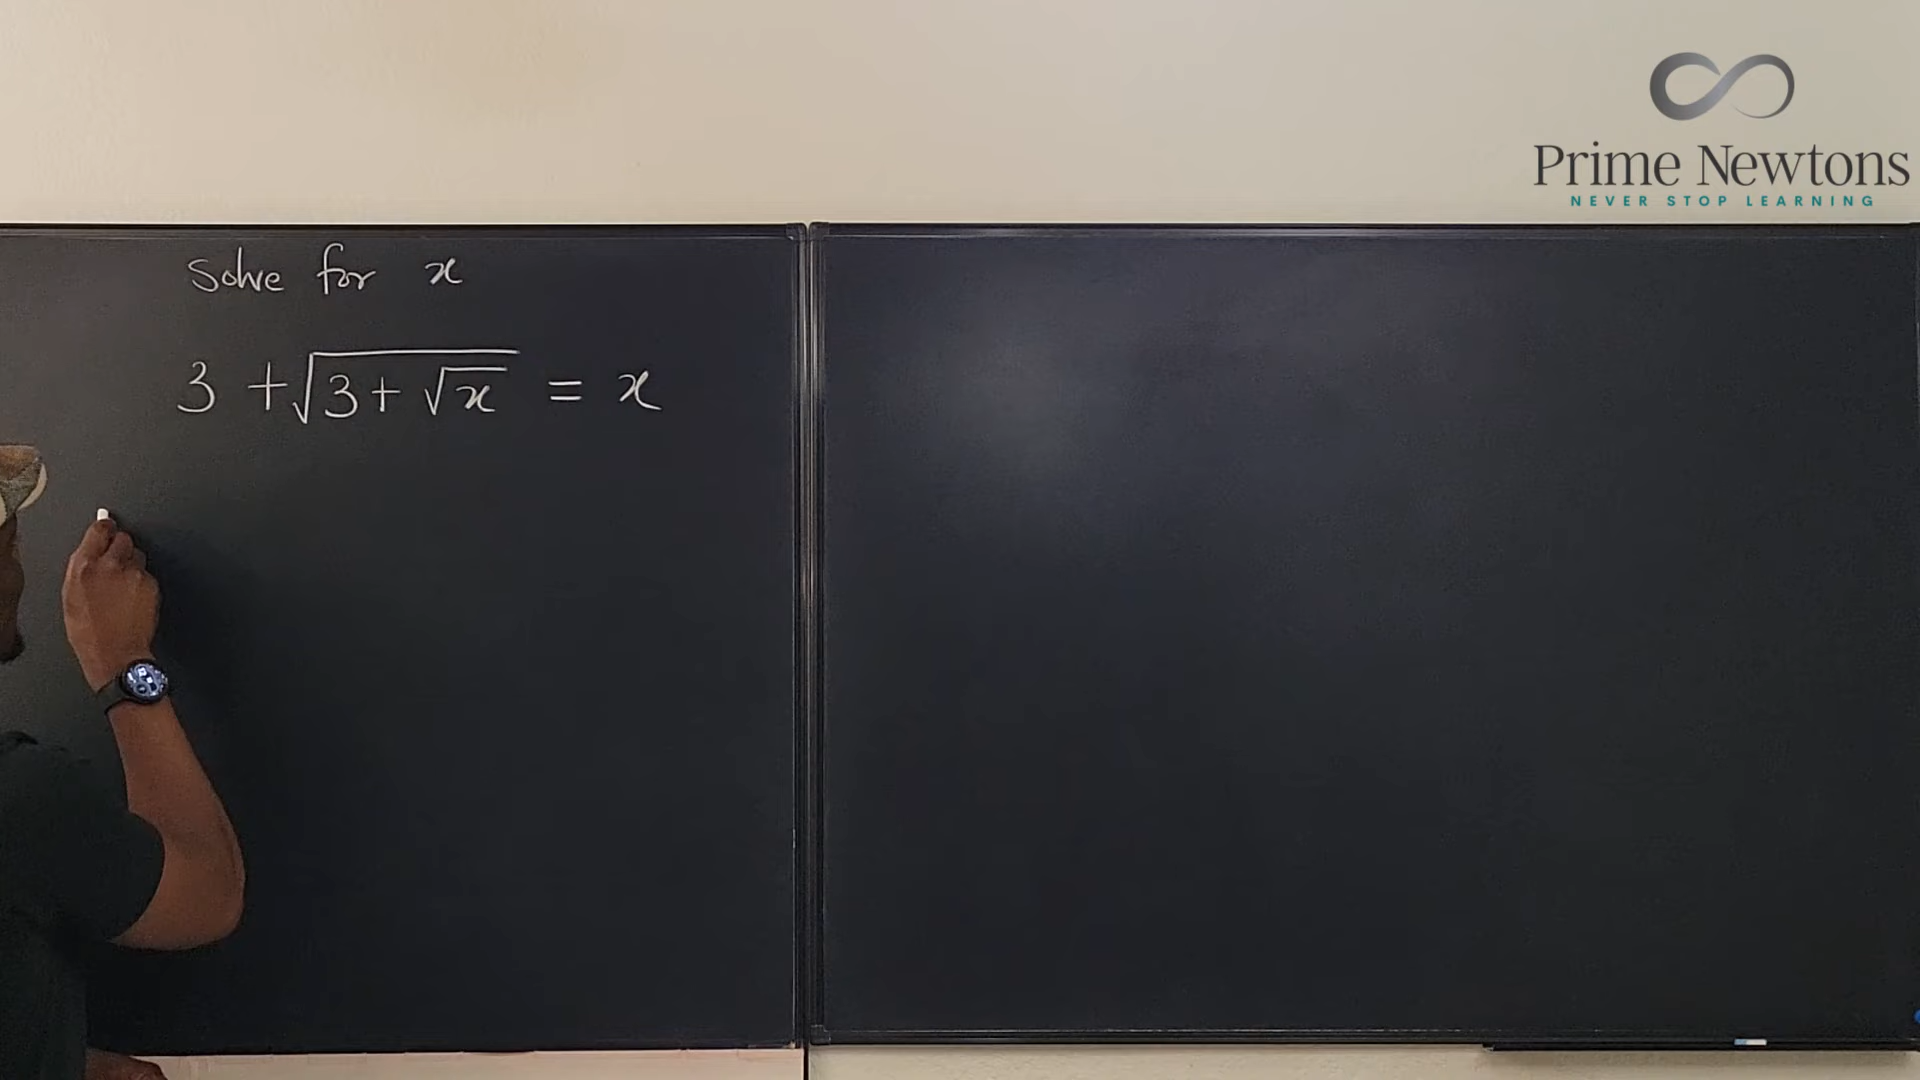 Prime Newtons
NEVER STOP LEARNING
Solve for x
3 + √(3 + √x) = x